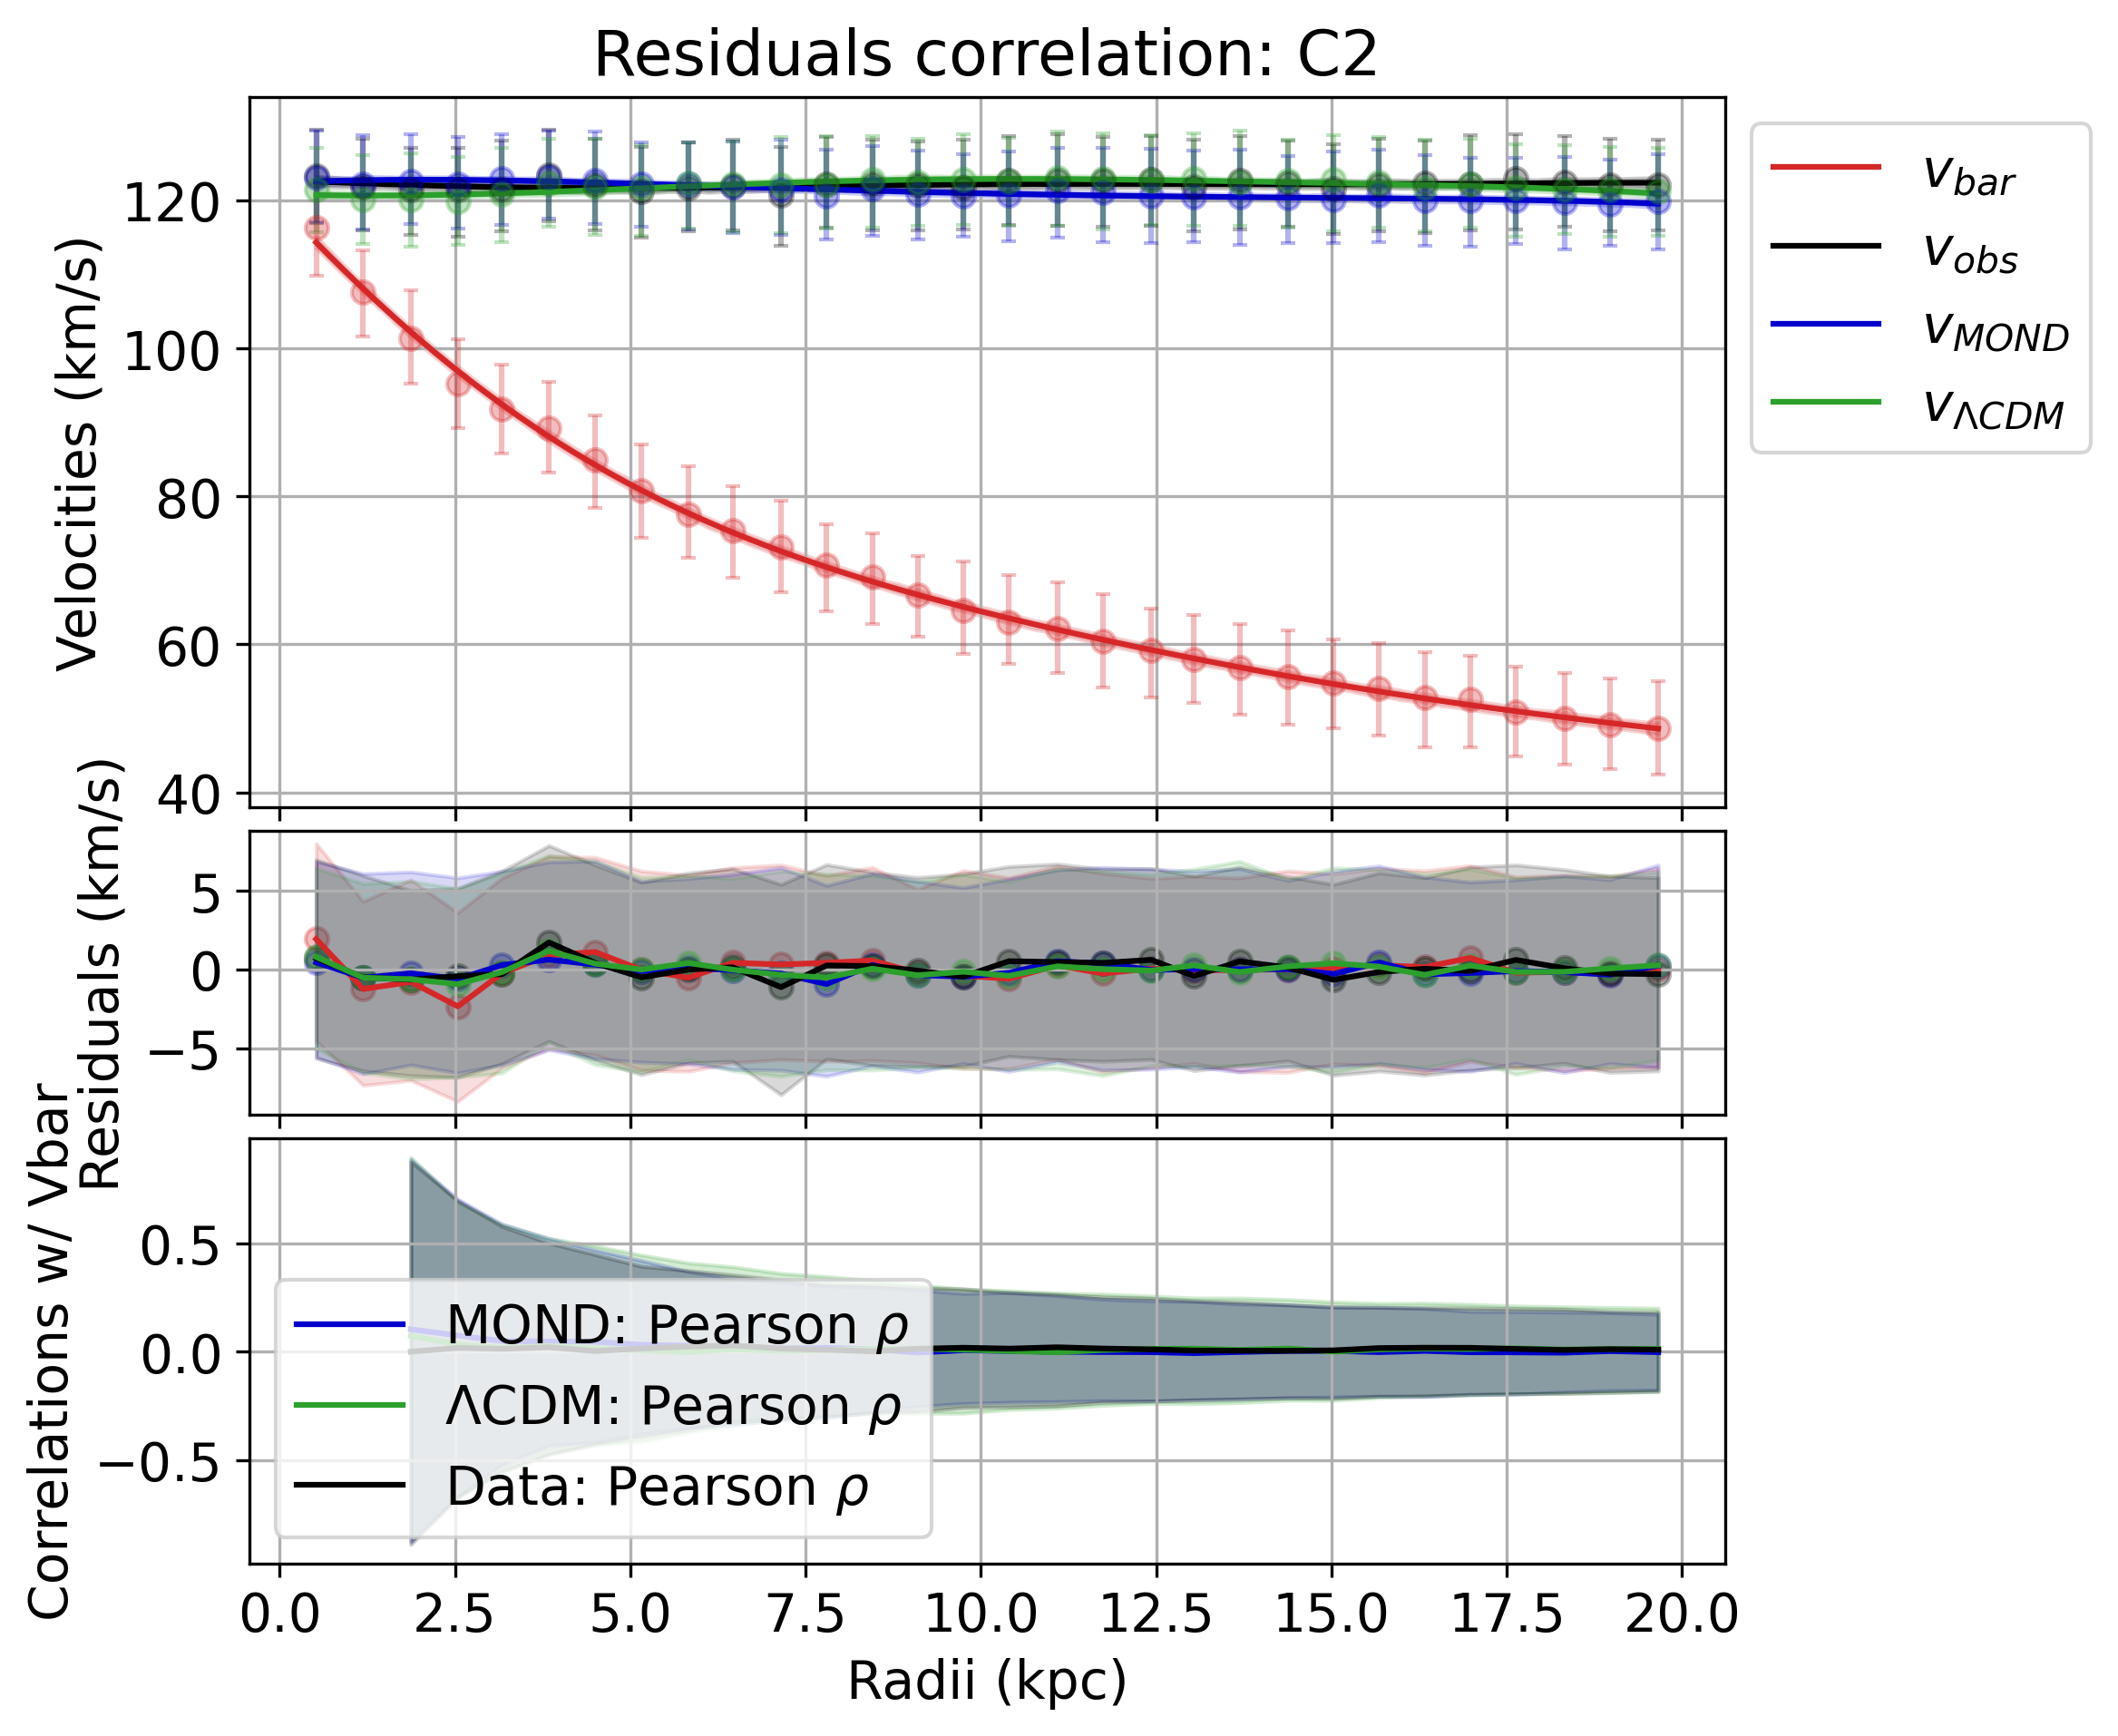 Residuals correlation: C2
Velocities (km/s)
120
100
80
60
40
v_bar
v_obs
v_MOND
v_ΛCDM
Residuals (km/s)
5
0
−5
Correlations w/ Vbar
0.5
0.0
−0.5
MOND: Pearson ρ
ΛCDM: Pearson ρ
Data: Pearson ρ
0.0 2.5 5.0 7.5 10.0 12.5 15.0 17.5 20.0
Radii (kpc)